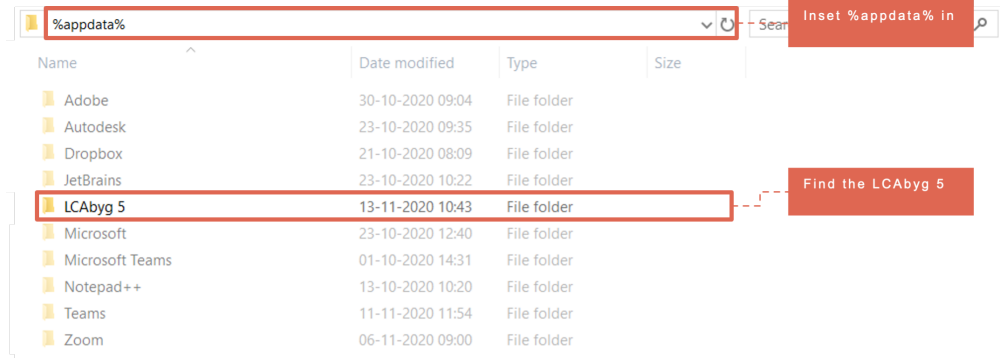 %appdata% Sear Inset %appdata% in
Name Date modified Type Size
Adobe 30-10-2020 09:04 File folder
Autodesk 23-10-2020 09:35 File folder
Dropbox 21-10-2020 08:09 File folder
JetBrains 23-10-2020 10:22 File folder
Find the LCAbyg 5
LCAbyg 5 13-11-2020 10:43 File folder
Microsoft 23-10-2020 12:40 File folder
Microsoft Teams 01-10-2020 14:31 File folder
Notepad++ 13-10-2020 10:20 File folder
Teams 11-11-2020 11:54 File folder
Zoom 06-11-2020 09:00 File folder